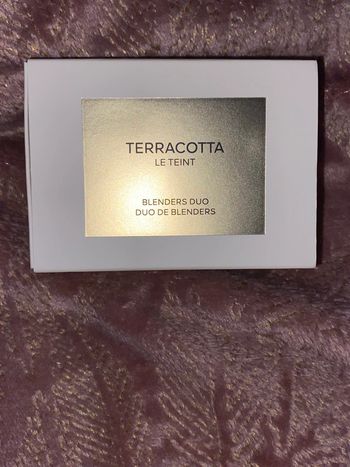 TERRACOTTA
LE TEINT
BLENDERS DUO
DUO DE BLENDERS